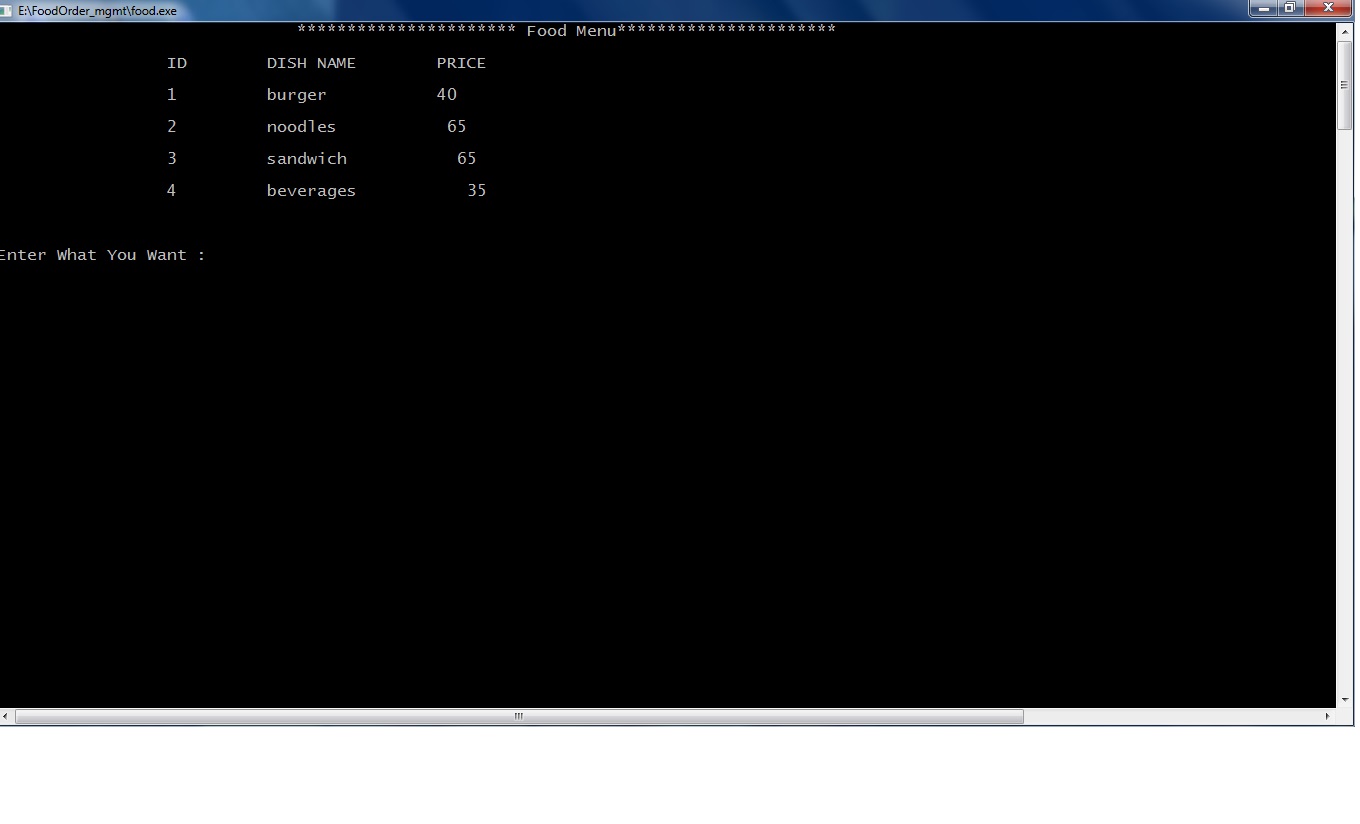 E:\FoodOrder_mgmt\food.exe
********************** Food Menu**********************
ID DISH NAME PRICE
1 burger 40
2 noodles 65
3 sandwich 65
4 beverages 35
Enter What You Want :